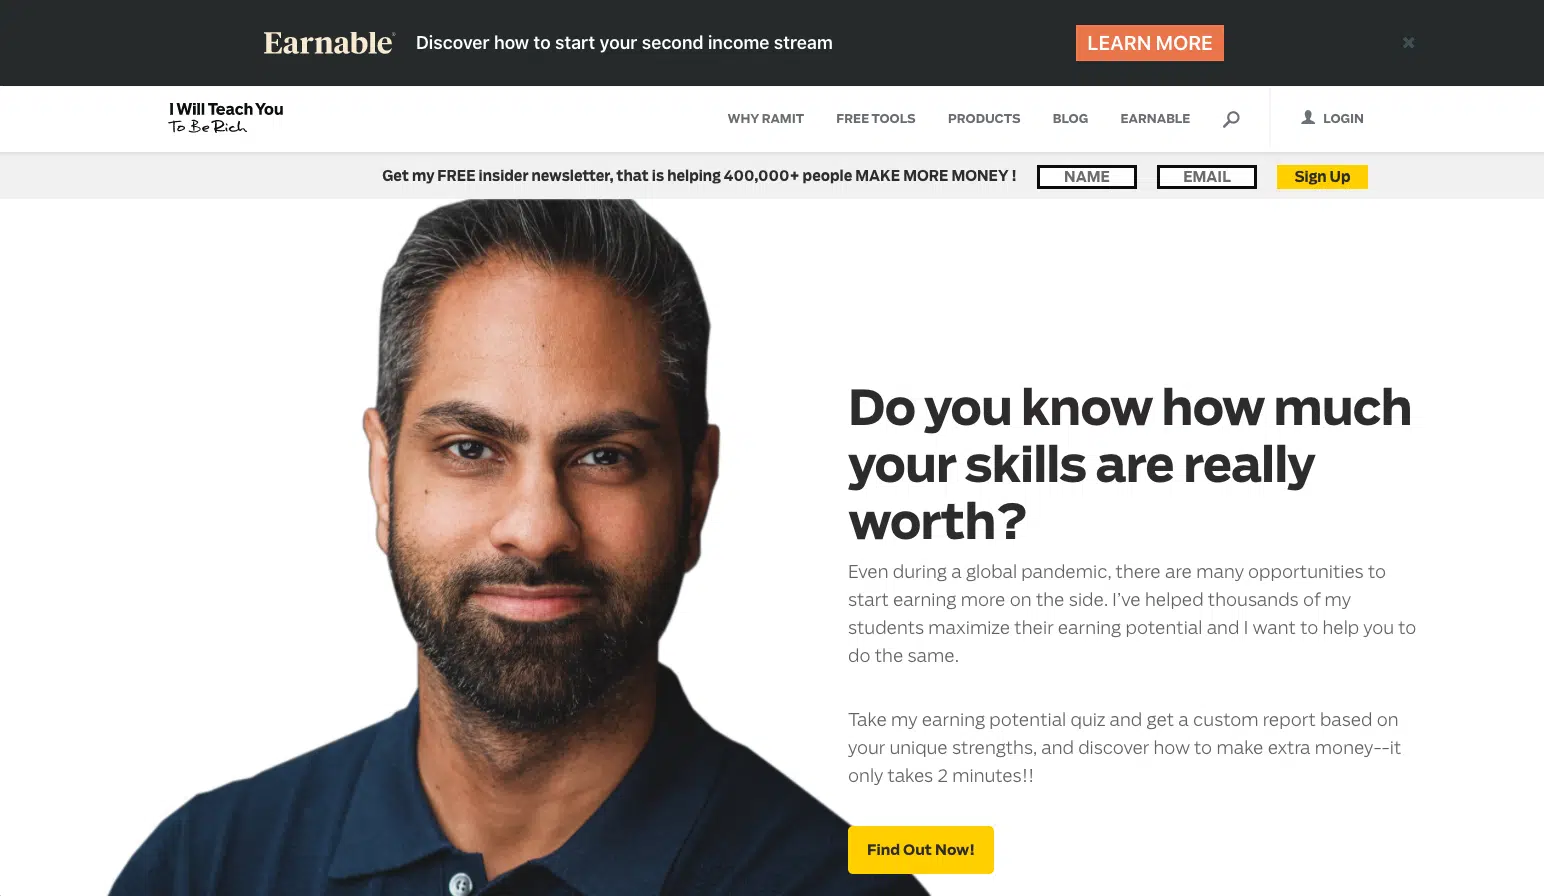 Earnable® Discover how to start your second income stream LEARN MORE
I Will Teach You
To Be Rich
WHY RAMIT FREE TOOLS PRODUCTS BLOG EARNABLE LOGIN
Get my FREE insider newsletter, that is helping 400,000+ people MAKE MORE MONEY ! NAME EMAIL Sign Up
Do you know how much
your skills are really
worth?
Even during a global pandemic, there are many opportunities to
start earning more on the side. I’ve helped thousands of my
students maximize their earning potential and I want to help you to
do the same.
Take my earning potential quiz and get a custom report based on
your unique strengths, and discover how to make extra money--it
only takes 2 minutes!!
Find Out Now!